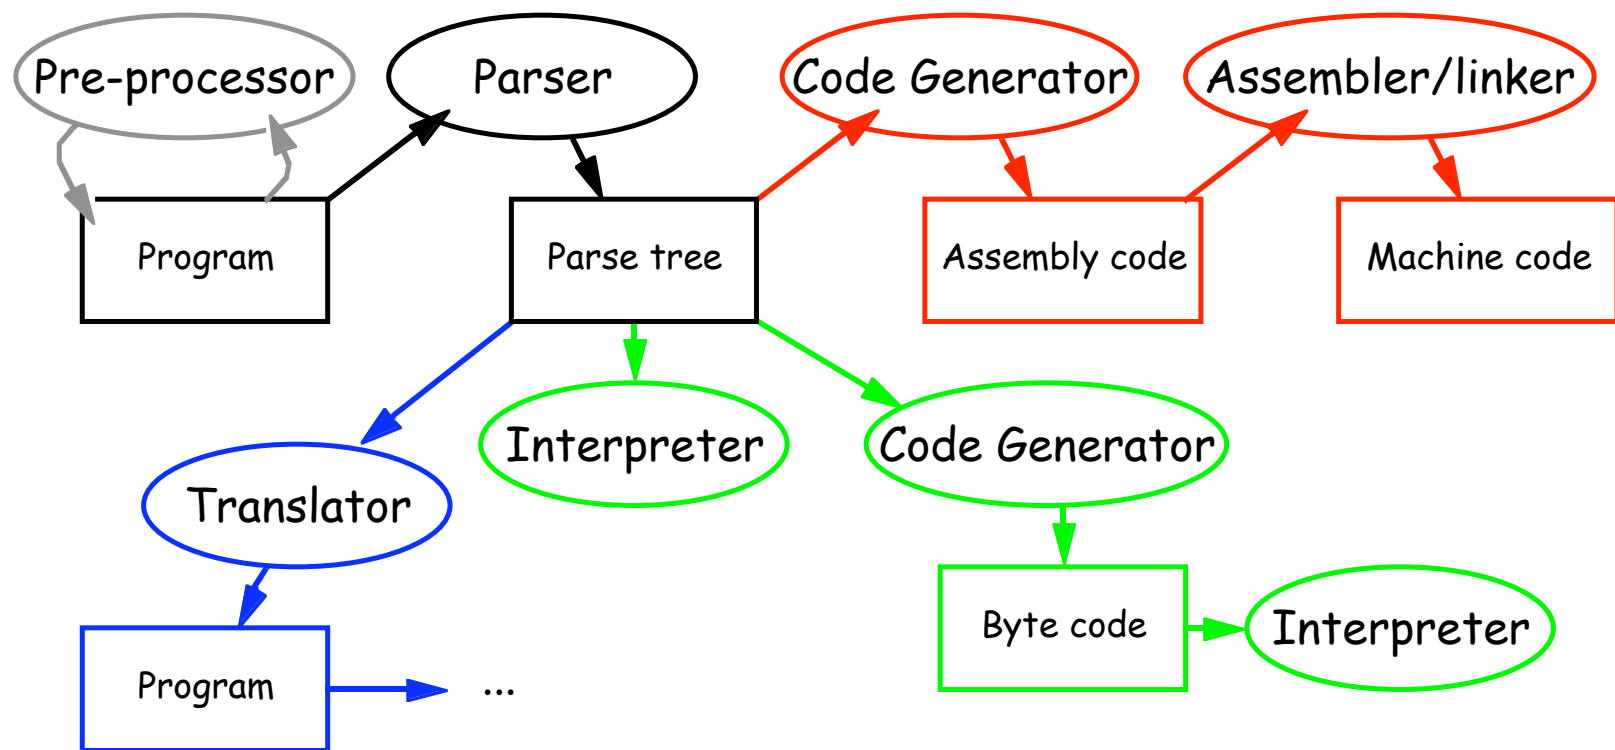 Pre-processor
Parser
Code Generator
Assembler/linker
Program
Parse tree
Assembly code
Machine code
Translator
Interpreter
Code Generator
Program
...
Byte code
Interpreter